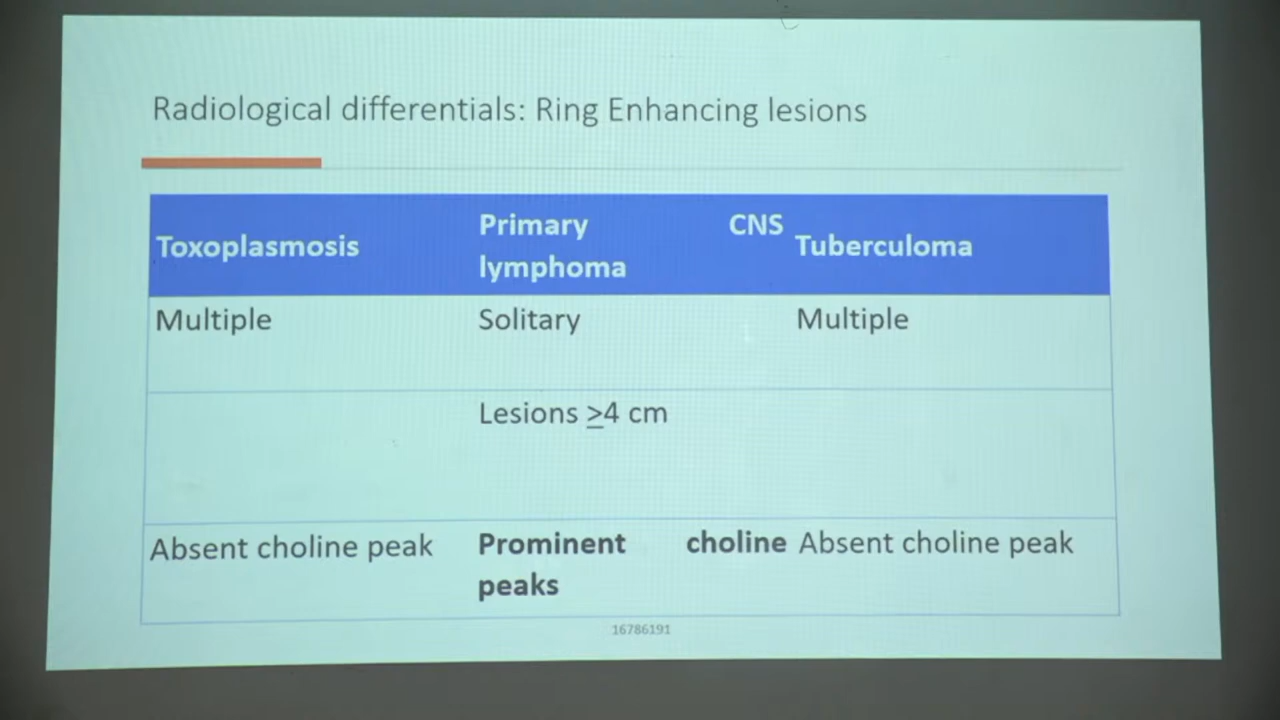 Radiological differentials: Ring Enhancing lesions
Toxoplasmosis
Primary CNS
lymphoma
Tuberculoma
Multiple
Solitary
Multiple
Lesions ≥4 cm
Absent choline peak
Prominent choline
peaks
Absent choline peak
16786191